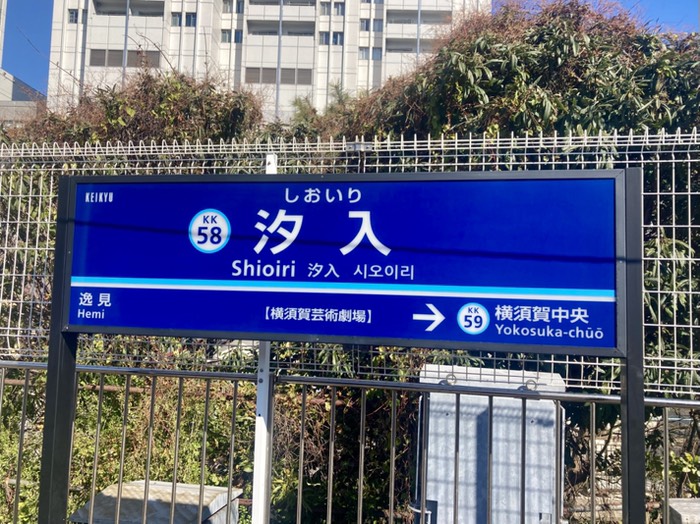 KEIKYU
しおいり
KK
58
汐入
Shioiri 汐入 시오이리
逸見
Hemi
【横須賀芸術劇場】
→
KK
59
横須賀中央
Yokosuka-chūō